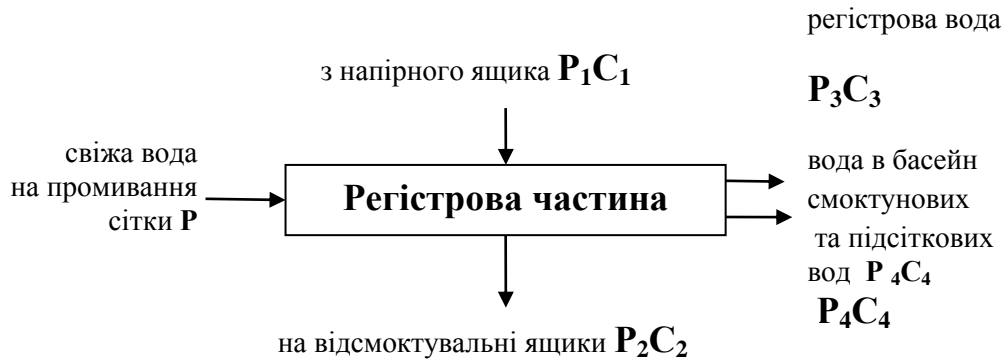 регістрова вода
з напірного ящика P₁C₁
P₃C₃
свіжа вода
на промивання
сітки P
Регістрова частина
вода в басейн
смоктунових
та підсіткових
вод P ₄C₄
P₄C₄
на відсмоктувальні ящики P₂C₂